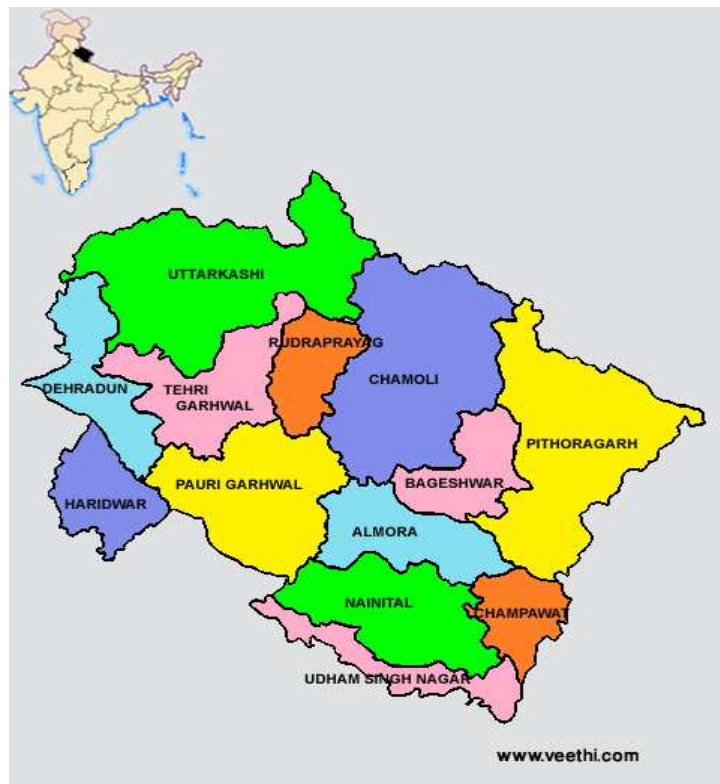 UTTARKASHI
RUDRAPRAYAG
CHAMOLI
DEHRADUN
TEHRI
GARHWAL
PITHORAGARH
PAURI GARHWAL
BAGESHWAR
HARIDWAR
ALMORA
NAINITAL
CHAMPAWAT
UDHAM SINGH NAGAR
www.veethi.com